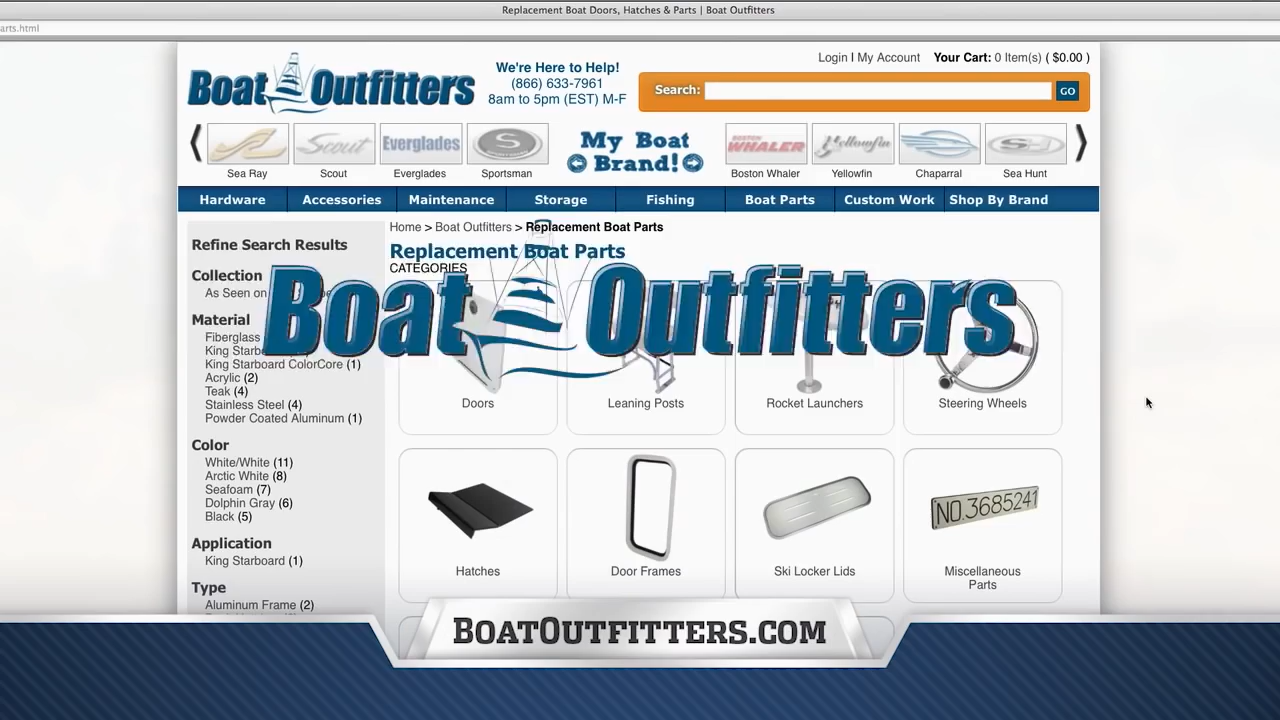 Replacement Boat Doors, Hatches & Parts | Boat Outfitters
arts.html
Boat Outfitters
We're Here to Help!
(866) 633-7961
8am to 5pm (EST) M-F
Login | My Account Your Cart: 0 Item(s) ( $0.00 )
Search: GO
Scout Everglades S My Boat Brand! BOSTON WHALER Yellowfin SH
Sea Ray Scout Everglades Sportsman Boston Whaler Yellowfin Chaparral Sea Hunt
Hardware Accessories Maintenance Storage Fishing Boat Parts Custom Work Shop By Brand
Home > Boat Outfitters > Replacement Boat Parts
Replacement Boat Parts
CATEGORIES
Refine Search Results
Collection
As Seen on
Material
Fiberglass
King Starboard
King Starboard ColorCore (1)
Acrylic (2)
Teak (4)
Stainless Steel (4)
Powder Coated Aluminum (1)
Color
White/White (11)
Arctic White (8)
Seafoam (7)
Dolphin Gray (6)
Black (5)
Application
King Starboard (1)
Type
Aluminum Frame (2)
Boat Outfitters
Doors Leaning Posts Rocket Launchers Steering Wheels
NO.3685241
Hatches Door Frames Ski Locker Lids Miscellaneous
Parts
BOATOUTFITTERS.COM